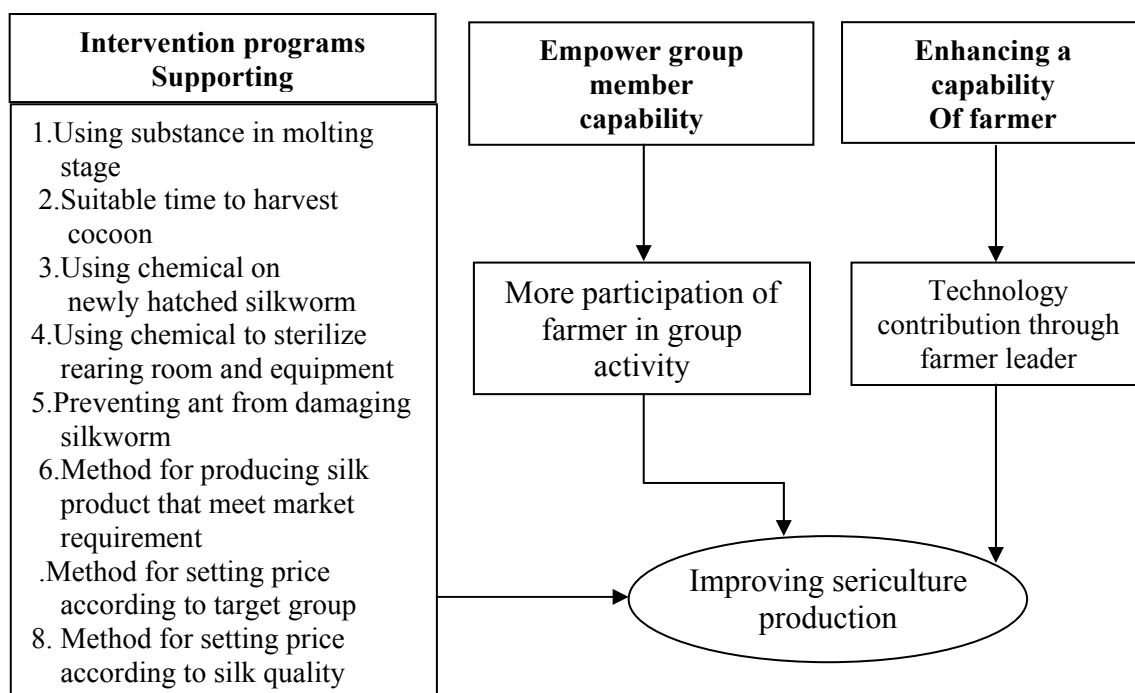 Intervention programs
Supporting
1.Using substance in molting
stage
2.Suitable time to harvest
cocoon
3.Using chemical on
newly hatched silkworm
4.Using chemical to sterilize
rearing room and equipment
5.Preventing ant from damaging
silkworm
6.Method for producing silk
product that meet market
requirement
.Method for setting price
according to target group
8. Method for setting price
according to silk quality
Empower group
member
capability
More participation of
farmer in group
activity
Enhancing a
capability
Of farmer
Technology
contribution through
farmer leader
Improving sericulture
production